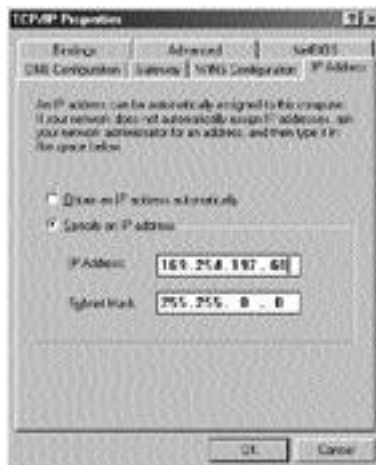 TCP/IP Properties
Bindings Advanced NetBIOS
DNS Configuration Gateway WINS Configuration IP Address
An IP address can be automatically assigned to this computer.
If your network does not automatically assign IP addresses, ask
your network administrator for an address, and then type it in
the space below.
Obtain an IP address automatically
Specify an IP address
IP Address: 169.254.197.68
Subnet Mask: 255.255. 0 . 0
OK Cancel